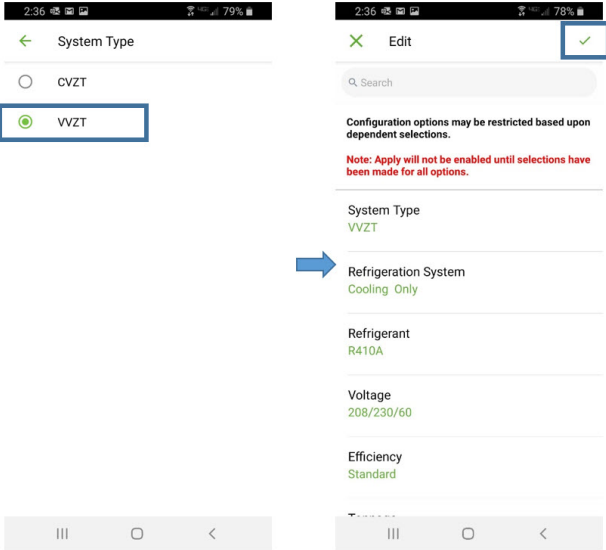 2:36
79%
System Type
CVZT
VVZT
2:36
78%
Edit
Search
Configuration options may be restricted based upon
dependent selections.
Note: Apply will not be enabled until selections have
been made for all options.
System Type
VVZT
Refrigeration System
Cooling Only
Refrigerant
R410A
Voltage
208/230/60
Efficiency
Standard